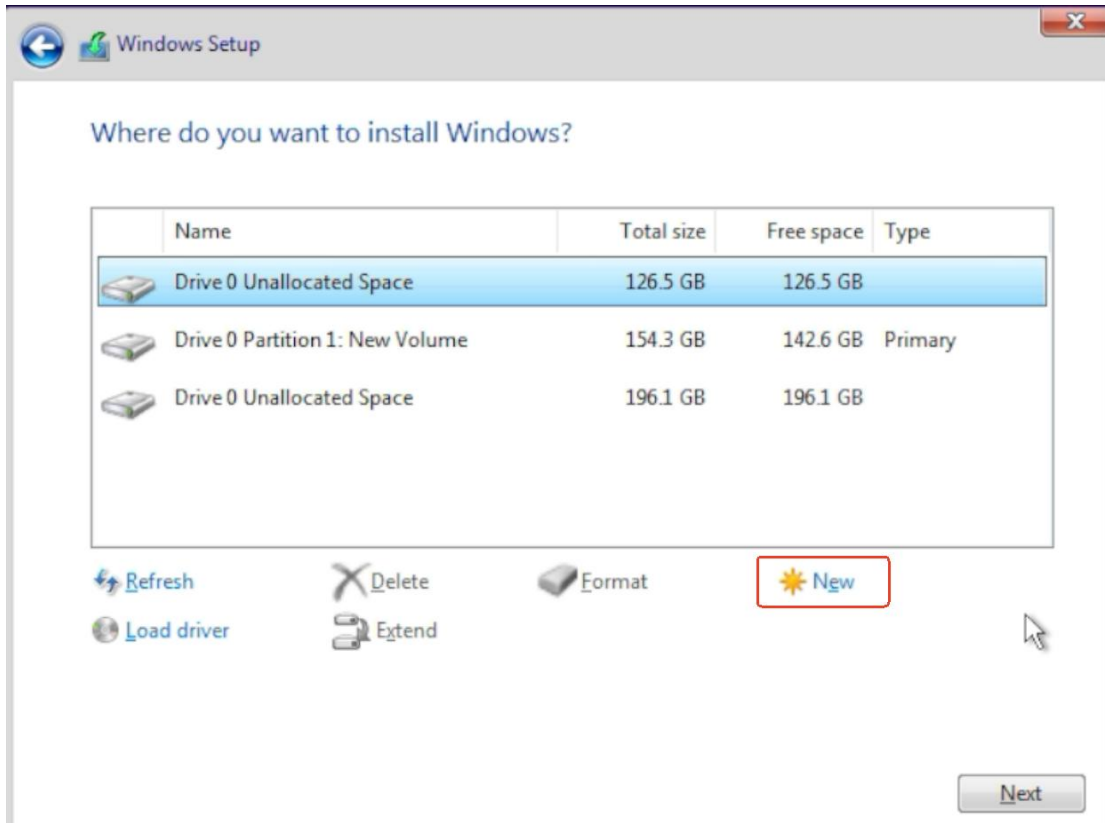 Windows Setup
Where do you want to install Windows?
Name Total size Free space Type
Drive 0 Unallocated Space 126.5 GB 126.5 GB
Drive 0 Partition 1: New Volume 154.3 GB 142.6 GB Primary
Drive 0 Unallocated Space 196.1 GB 196.1 GB
Refresh Delete Format New
Load driver Extend
Next